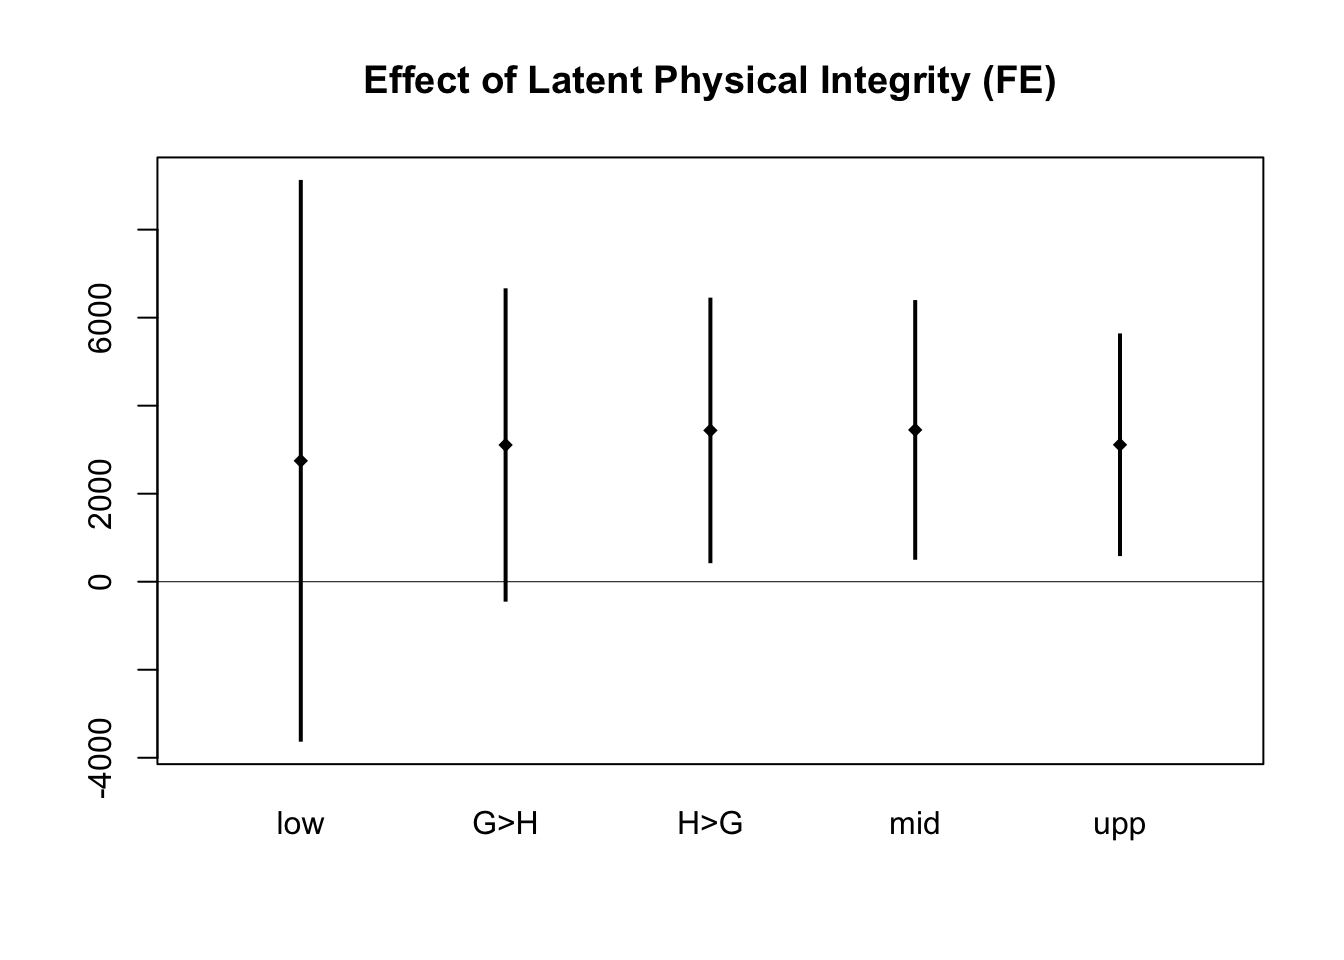 Effect of Latent Physical Integrity (FE)
6000
2000
0
-4000
low G>H H>G mid upp